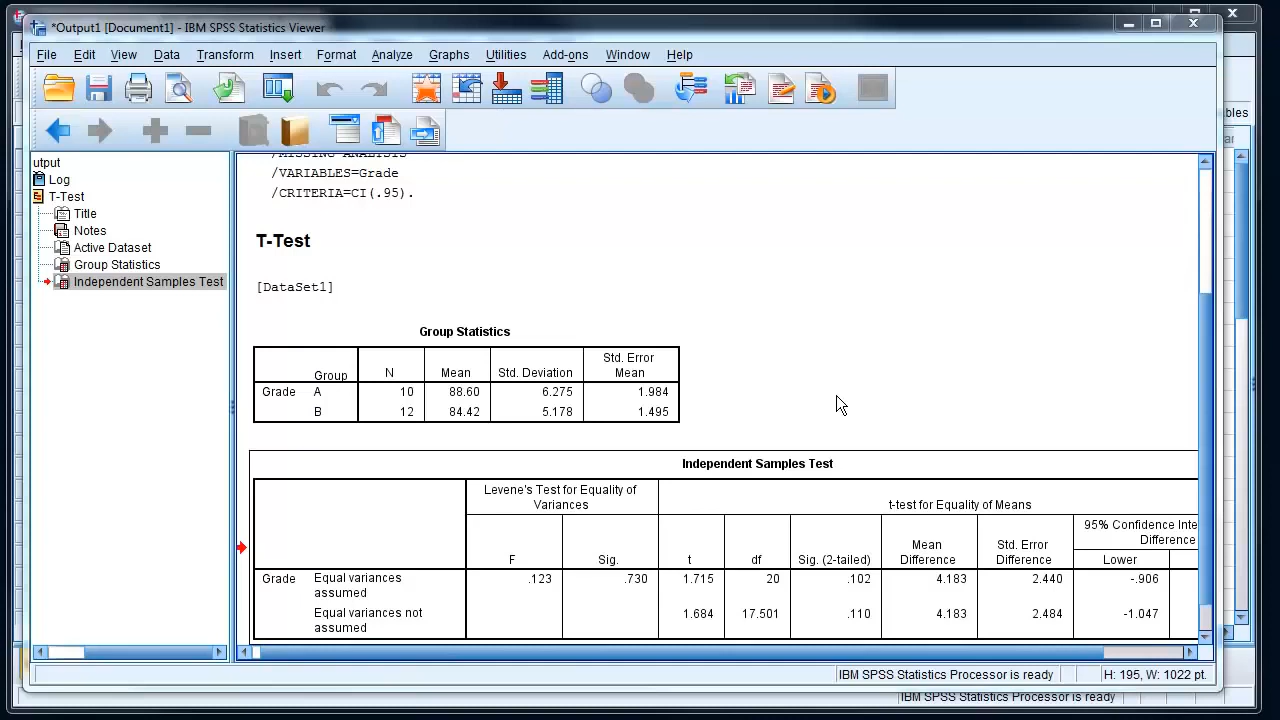 *Output1 [Document1] - IBM SPSS Statistics Viewer
File Edit View Data Transform Insert Format Analyze Graphs Utilities Add-ons Window Help
utput
Log
T-Test
Title
Notes
Active Dataset
Group Statistics
Independent Samples Test
/MISSING=ANALYSIS
/VARIABLES=Grade
/CRITERIA=CI(.95).
T-Test
[DataSet1]
Group Statistics
Group N Mean Std. Deviation Std. Error Mean
Grade A 10 88.60 6.275 1.984
B 12 84.42 5.178 1.495
Independent Samples Test
Levene's Test for Equality of Variances t-test for Equality of Means
95% Confidence Inte
Difference
F Sig. t df Sig. (2-tailed) Mean Difference Std. Error Difference Lower
Grade Equal variances assumed .123 .730 1.715 20 .102 4.183 2.440 -.906
Equal variances not assumed 1.684 17.501 .110 4.183 2.484 -1.047
IBM SPSS Statistics Processor is ready H: 195, W: 1022 pt.
IBM SPSS Statistics Processor is ready
bles